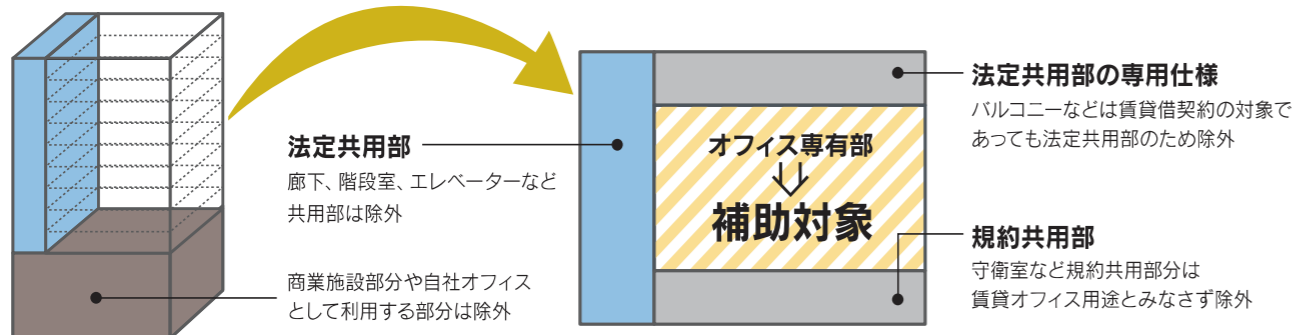 法定共用部
廊下、階段室、エレベーターなど
共用部は除外
商業施設部分や自社オフィス
として利用する部分は除外
オフィス専有部
補助対象
法定共用部の専用仕様
バルコニーなどは賃貸借契約の対象で
あっても法定共用部のため除外
規約共用部
守衛室など規約共用部分は
賃貸オフィス用途とみなさず除外